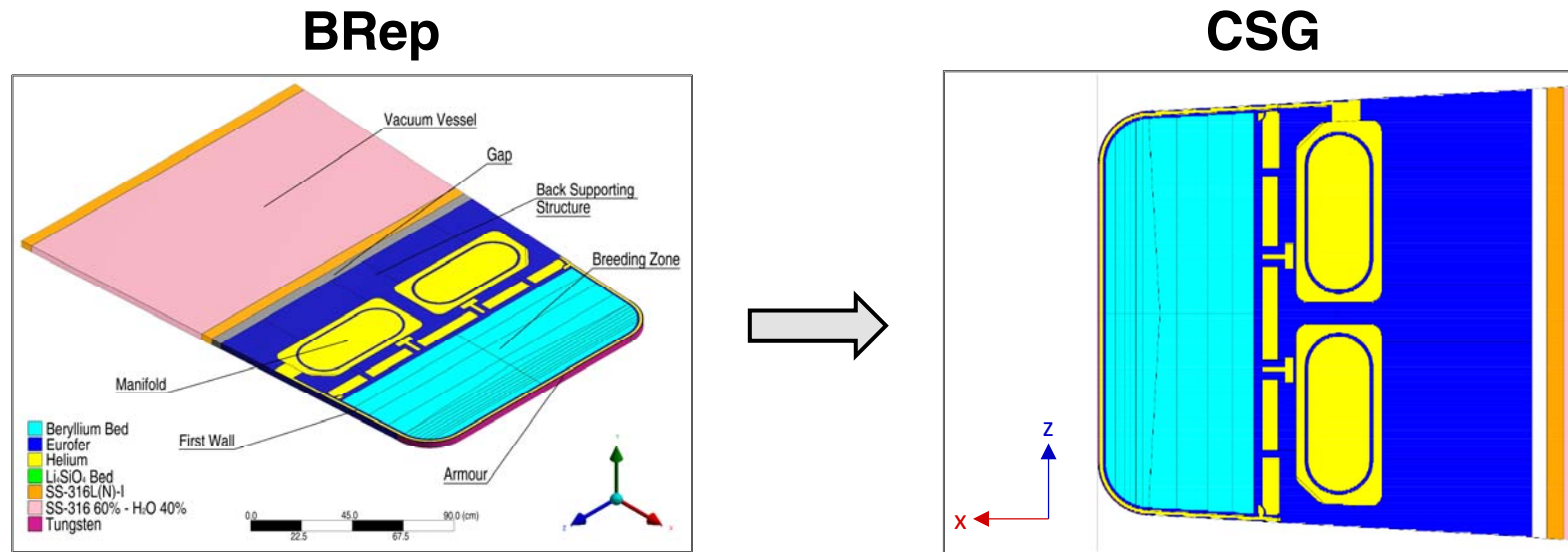 BRep
CSG
Vacuum Vessel
Gap
Back Supporting
Structure
Breeding Zone
Manifold
First Wall
Armour
Beryllium Bed
Eurofer
Helium
Li₄SiO₄ Bed
SS-316L(N)-I
SS-316 60% - H₂O 40%
Tungsten
0.0 45.0 90.0 (cm)
22.5 67.5
Z
X